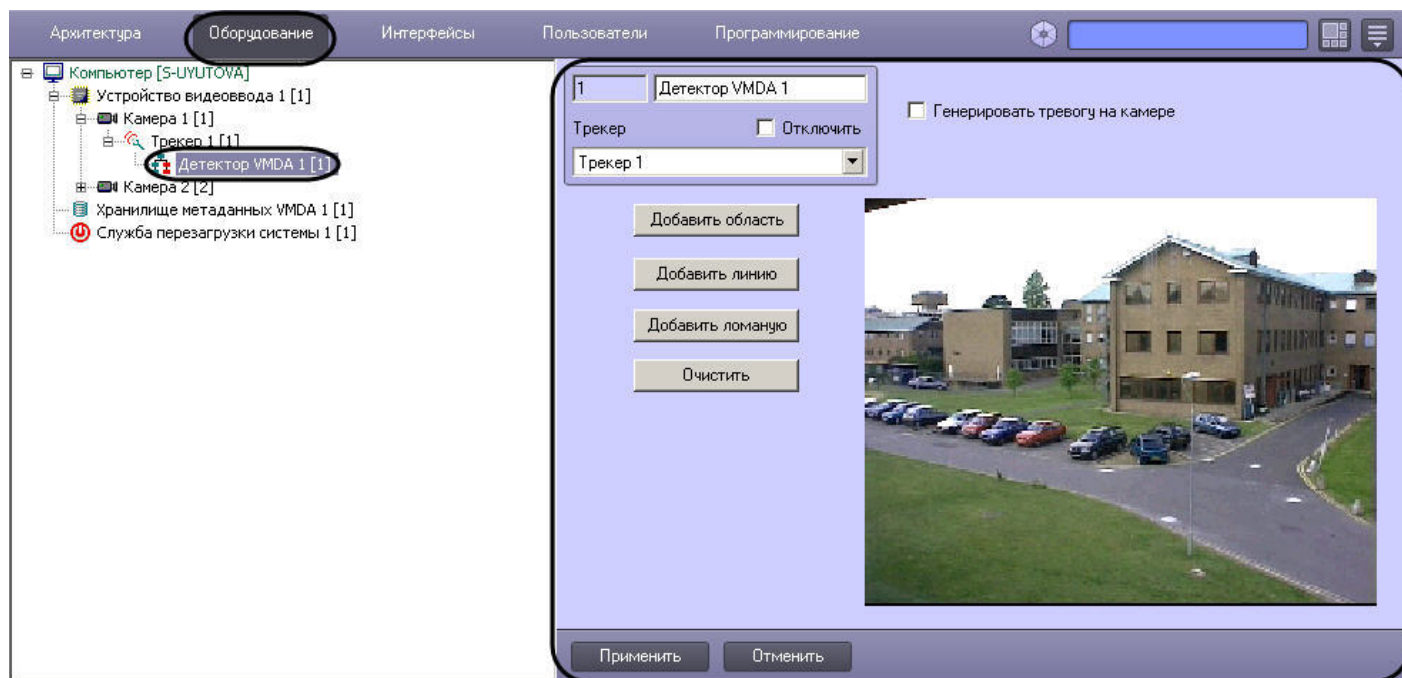 Архитектура Оборудование Интерфейсы Пользователи Программирование
Компьютер [S-UYUTOVA]
Устройство видеоввода 1 [1]
Камера 1 [1]
Трекер 1 [1]
Детектор VMDA 1 [1]
Камера 2 [2]
Хранилище метаданных VMDA 1 [1]
Служба перезагрузки системы 1 [1]
1 Детектор VMDA 1
Трекер Отключить
Трекер 1
Генерировать тревогу на камере
Добавить область
Добавить линию
Добавить ломаную
Очистить
Применить Отменить